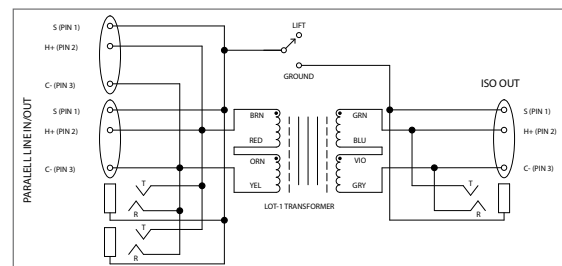 PARALELL LINE IN/OUT
S (PIN 1)
H+ (PIN 2)
C- (PIN 3)
S (PIN 1)
H+ (PIN 2)
C- (PIN 3)
T
R
T
R
LIFT
GROUND
BRN
RED
ORN
YEL
GRN
BLU
VIO
GRY
LOT-1 TRANSFORMER
ISO OUT
S (PIN 1)
H+ (PIN 2)
C- (PIN 3)
T
R